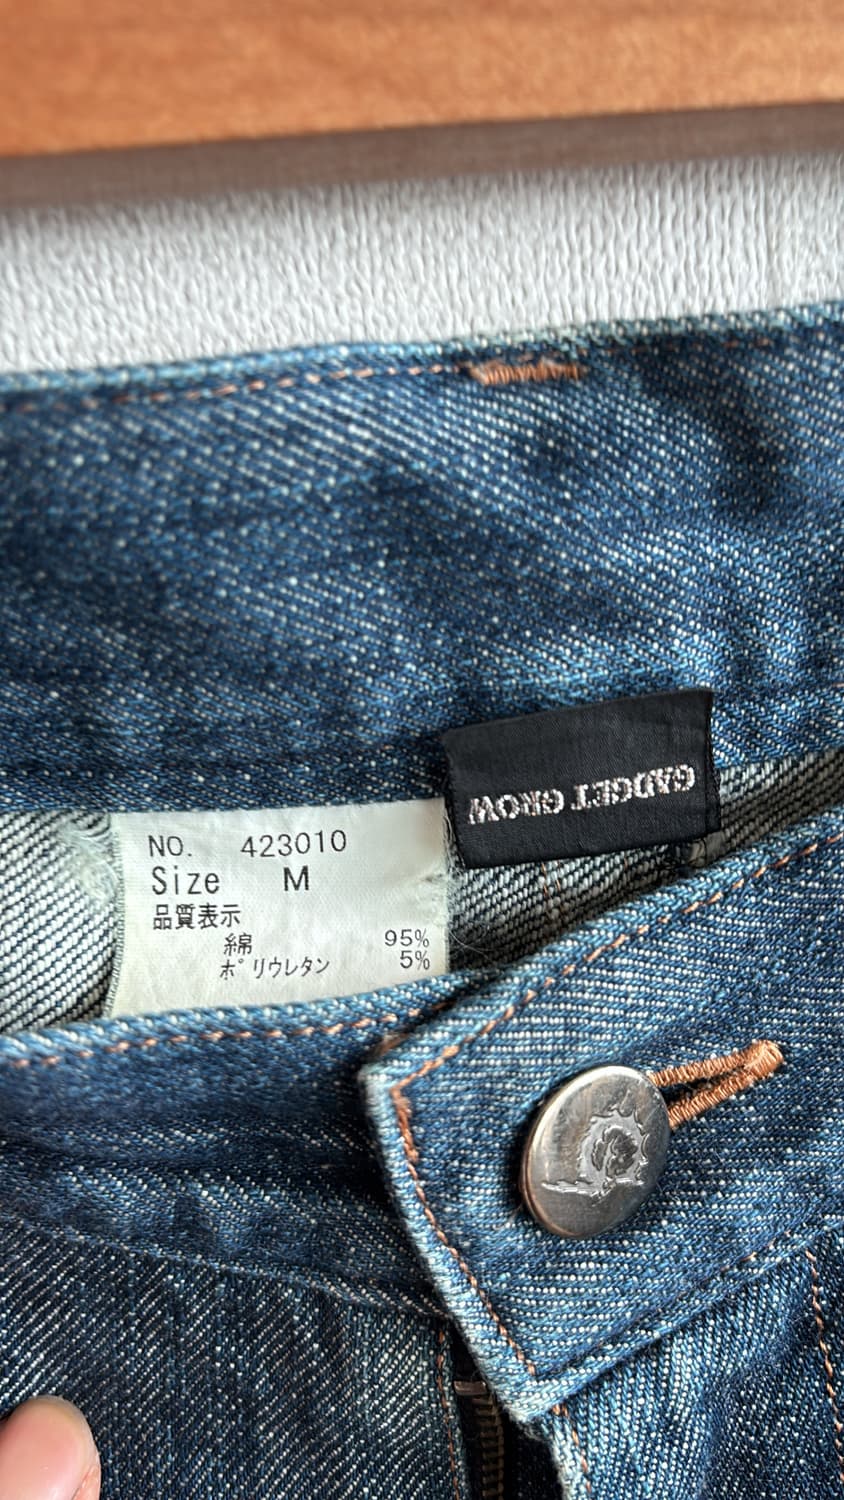 GADGET GROW
NO. 423010
Size M
品質表示
綿 95%
ポリウレタン 5%